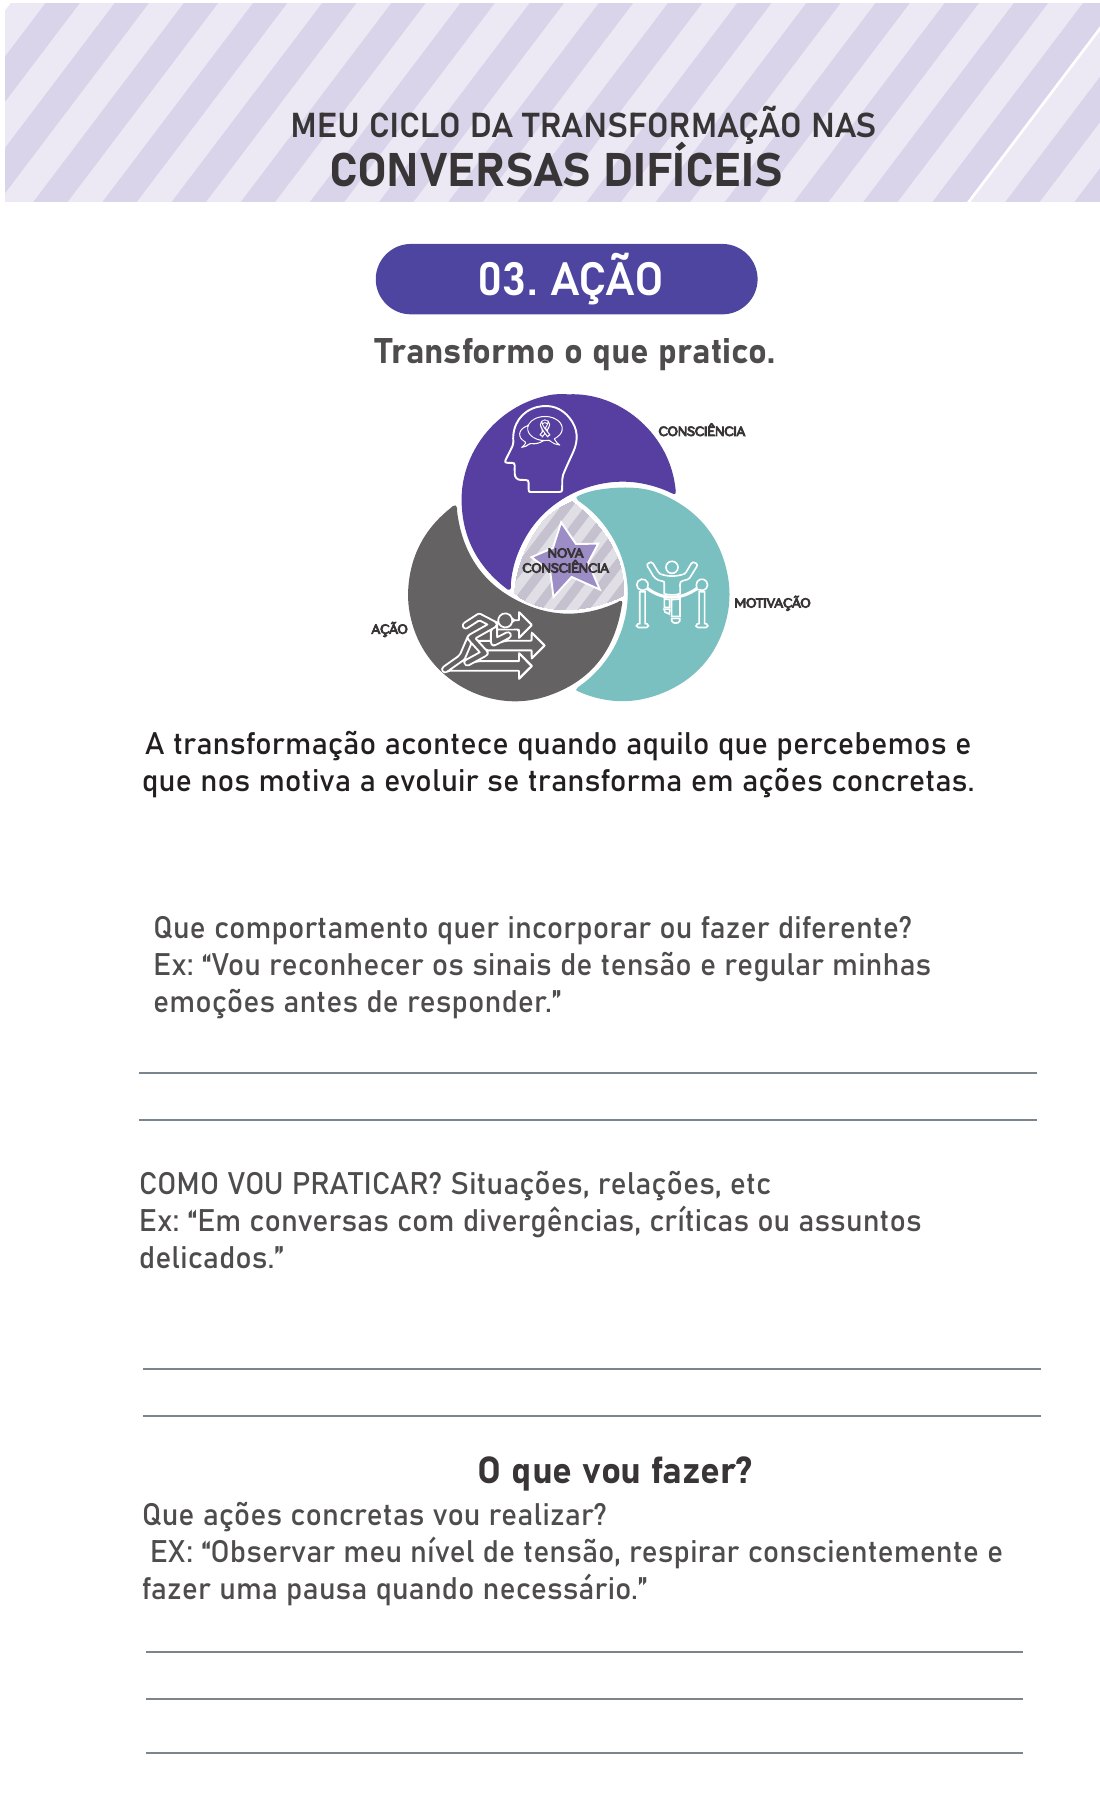 MEU CICLO DA TRANSFORMAÇÃO NAS
CONVERSAS DIFÍCEIS
03. AÇÃO
Transformo o que pratico.
CONSCIÊNCIA
NOVA
CONSCIÊNCIA
MOTIVAÇÃO
AÇÃO
A transformação acontece quando aquilo que percebemos e
que nos motiva a evoluir se transforma em ações concretas.
Que comportamento quer incorporar ou fazer diferente?
Ex: “Vou reconhecer os sinais de tensão e regular minhas
emoções antes de responder.”
COMO VOU PRATICAR? Situações, relações, etc
Ex: “Em conversas com divergências, críticas ou assuntos
delicados.”
O que vou fazer?
Que ações concretas vou realizar?
EX: “Observar meu nível de tensão, respirar conscientemente e
fazer uma pausa quando necessário.”